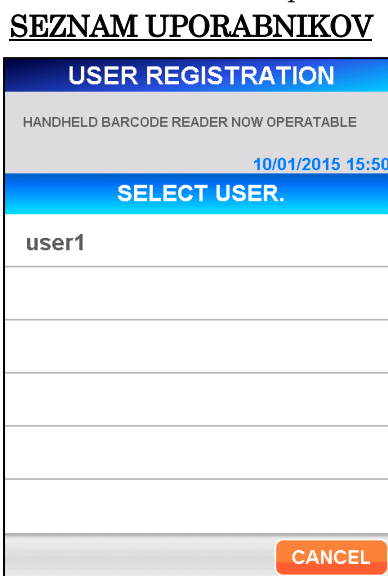 SEZNAM UPORABNIKOV
USER REGISTRATION
HANDHELD BARCODE READER NOW OPERATABLE
10/01/2015 15:50
SELECT USER.
user1
CANCEL